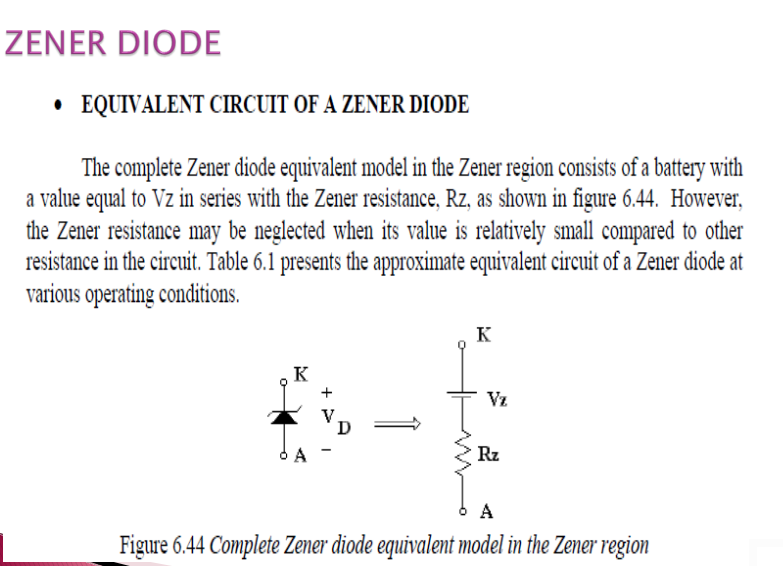 ZENER DIODE
• EQUIVALENT CIRCUIT OF A ZENER DIODE
The complete Zener diode equivalent model in the Zener region consists of a battery with
a value equal to Vz in series with the Zener resistance, Rz, as shown in figure 6.44. However,
the Zener resistance may be neglected when its value is relatively small compared to other
resistance in the circuit. Table 6.1 presents the approximate equivalent circuit of a Zener diode at
various operating conditions.
K
+
V D
A −
K
Vz
Rz
A
Figure 6.44 Complete Zener diode equivalent model in the Zener region